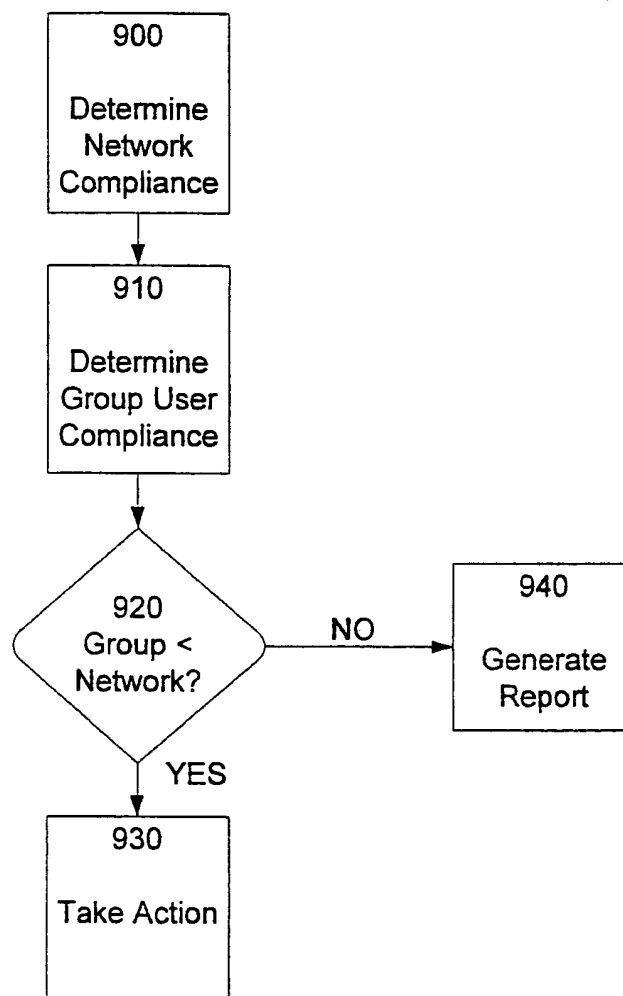 900
Determine
Network
Compliance
910
Determine
Group User
Compliance
920
Group <
Network?
NO
940
Generate
Report
YES
930
Take Action